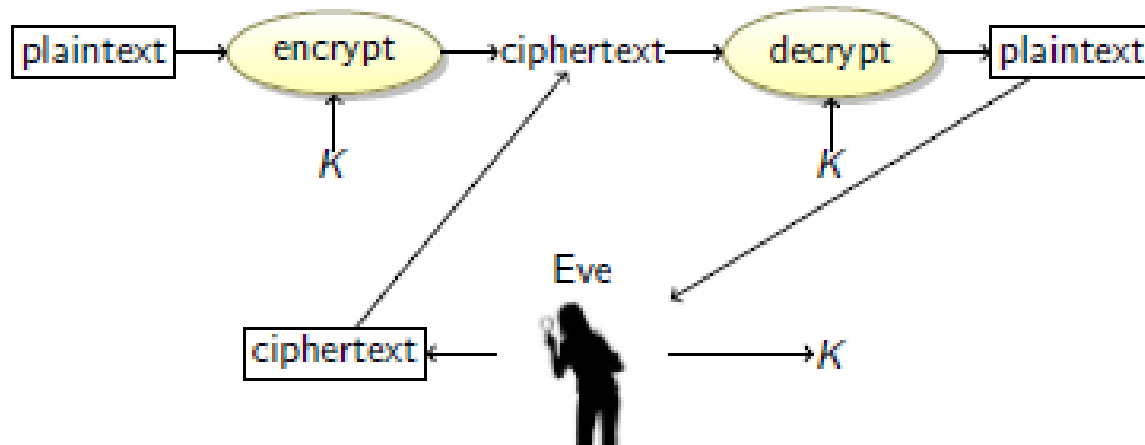 plaintext encrypt ciphertext decrypt plaintext
K K
Eve
ciphertext K